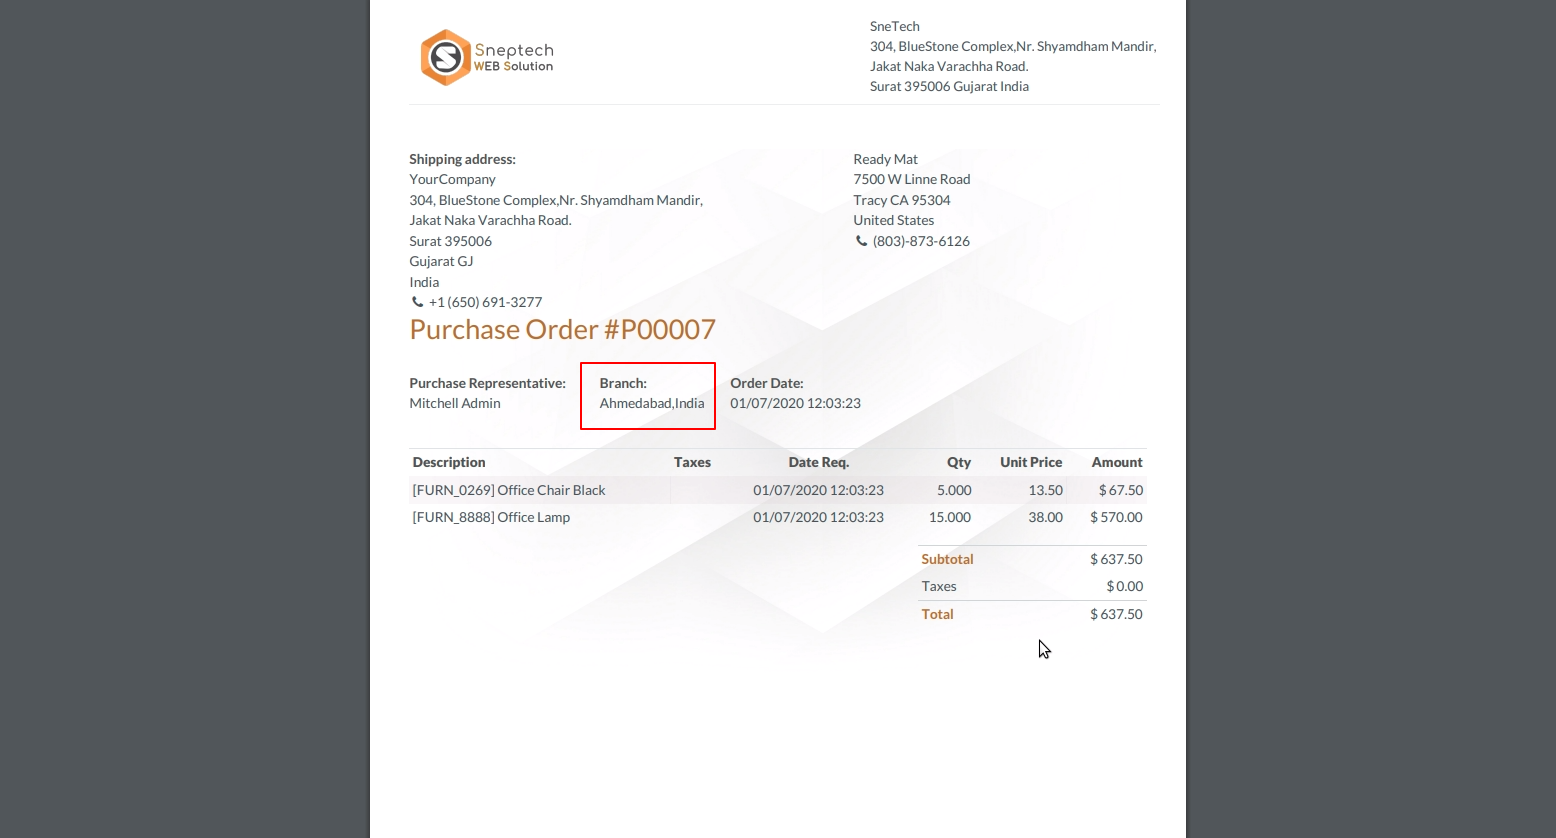 Sneptech
WEB Solution
SneTech
304, BlueStone Complex,Nr. Shyamdham Mandir,
Jakat Naka Varachha Road.
Surat 395006 Gujarat India
Shipping address:
YourCompany
304, BlueStone Complex,Nr. Shyamdham Mandir,
Jakat Naka Varachha Road.
Surat 395006
Gujarat GJ
India
+1 (650) 691-3277
Ready Mat
7500 W Linne Road
Tracy CA 95304
United States
(803)-873-6126
Purchase Order #P00007
Purchase Representative: Branch: Order Date:
Mitchell Admin Ahmedabad,India 01/07/2020 12:03:23
Description Taxes Date Req. Qty Unit Price Amount
[FURN_0269] Office Chair Black 01/07/2020 12:03:23 5.000 13.50 $ 67.50
[FURN_8888] Office Lamp 01/07/2020 12:03:23 15.000 38.00 $ 570.00
Subtotal $ 637.50
Taxes $ 0.00
Total $ 637.50